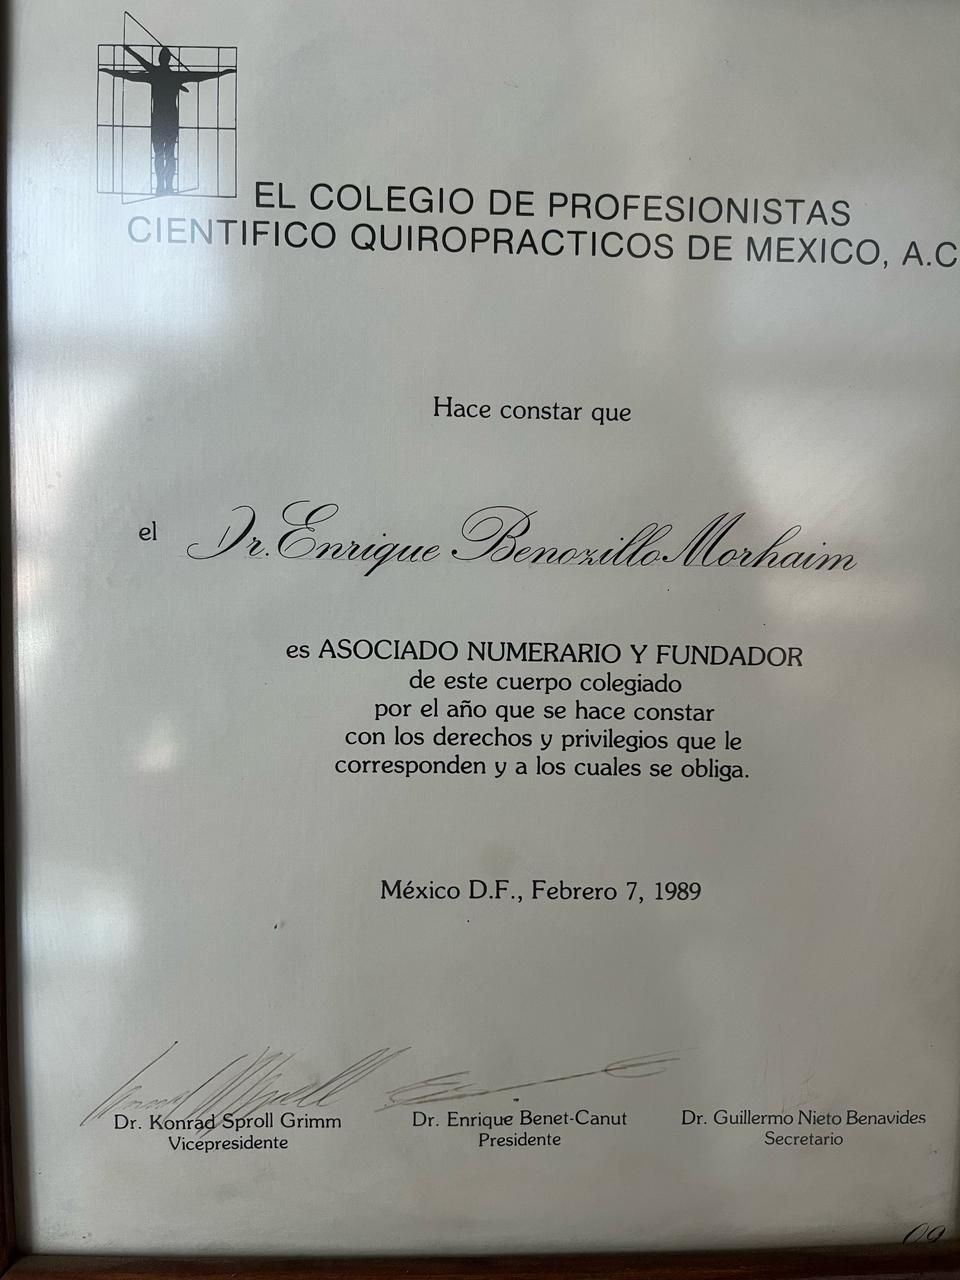 EL COLEGIO DE PROFESIONISTAS
CIENTIFICO QUIROPRACTICOS DE MEXICO, A.C
Hace constar que
el Dr. Enrique Benozillo Morhaim
es ASOCIADO NUMERARIO Y FUNDADOR
de este cuerpo colegiado
por el año que se hace constar
con los derechos y privilegios que le
corresponden y a los cuales se obliga.
México D.F., Febrero 7, 1989
Dr. Konrad Sproll Grimm
Vicepresidente
Dr. Enrique Benet-Canut
Presidente
Dr. Guillermo Nieto Benavides
Secretario
09